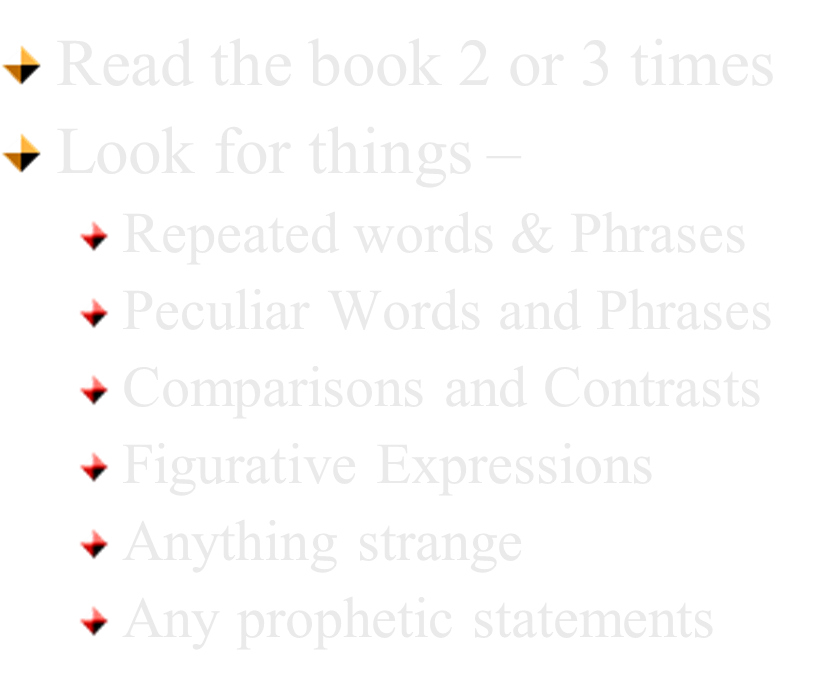 Read the book 2 or 3 times
Look for things –
Repeated words & Phrases
Peculiar Words and Phrases
Comparisons and Contrasts
Figurative Expressions
Anything strange
Any prophetic statements